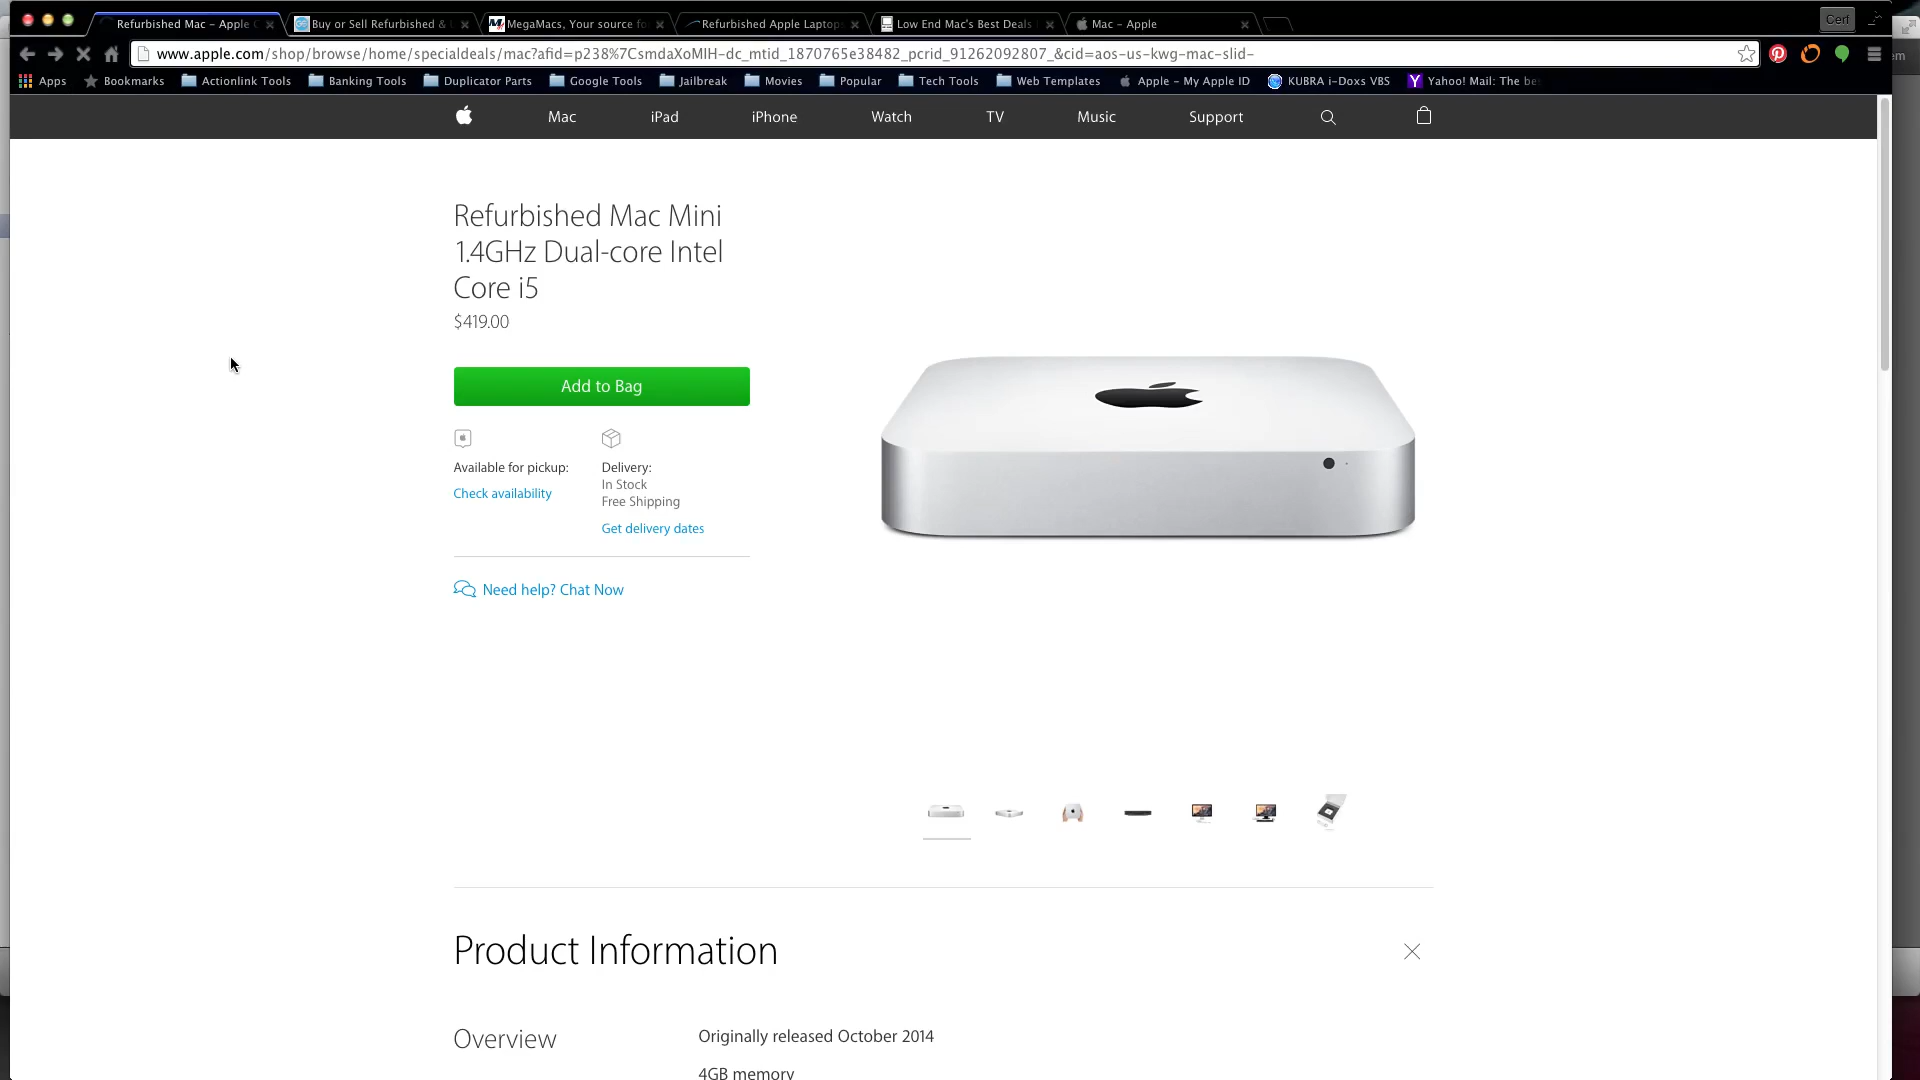 Refurbished Mac – Apple
Buy or Sell Refurbished &
MegaMacs, Your source fo
Refurbished Apple Laptop
Low End Mac's Best Deals
Mac – Apple
Cerf
www.apple.com/shop/browse/home/specialdeals/mac?afid=p238%7CsmdaXoMIH-dc_mtid_1870765e38482_pcrid_91262092807_&cid=aos-us-kwg-mac-slid-
Apps
Bookmarks
Actionlink Tools
Banking Tools
Duplicator Parts
Google Tools
Jailbreak
Movies
Popular
Tech Tools
Web Templates
Apple – My Apple ID
KUBRA i-Doxs VBS
Yahoo! Mail: The be
Mac
iPad
iPhone
Watch
TV
Music
Support
Refurbished Mac Mini
1.4GHz Dual-core Intel
Core i5
$419.00
Add to Bag
Available for pickup:
Check availability
Delivery:
In Stock
Free Shipping
Get delivery dates
Need help? Chat Now
Product Information
Overview
Originally released October 2014
4GB memory